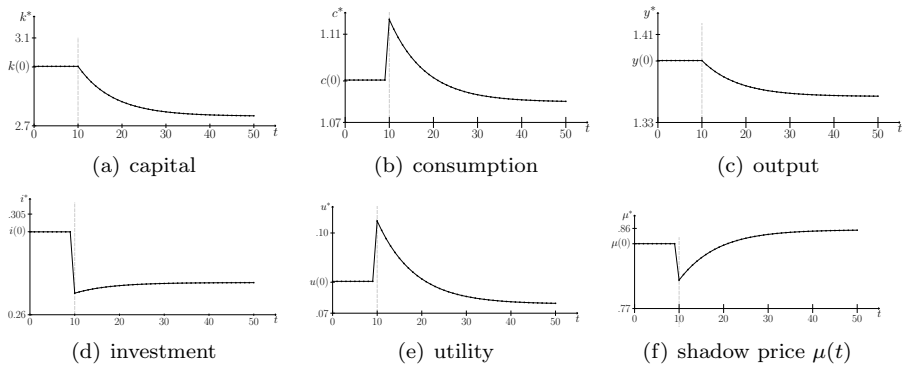 k*
3.1
k(0)
2.7
0 10 20 30 40 50 t
(a) capital
c*
1.11
c(0)
1.07
0 10 20 30 40 50 t
(b) consumption
y*
1.41
y(0)
1.33
0 10 20 30 40 50 t
(c) output
i*
.305
i(0)
0.26
0 10 20 30 40 50 t
(d) investment
u*
.10
u(0)
.07
0 10 20 30 40 50 t
(e) utility
μ*
.86
μ(0)
.77
0 10 20 30 40 50 t
(f) shadow price μ(t)